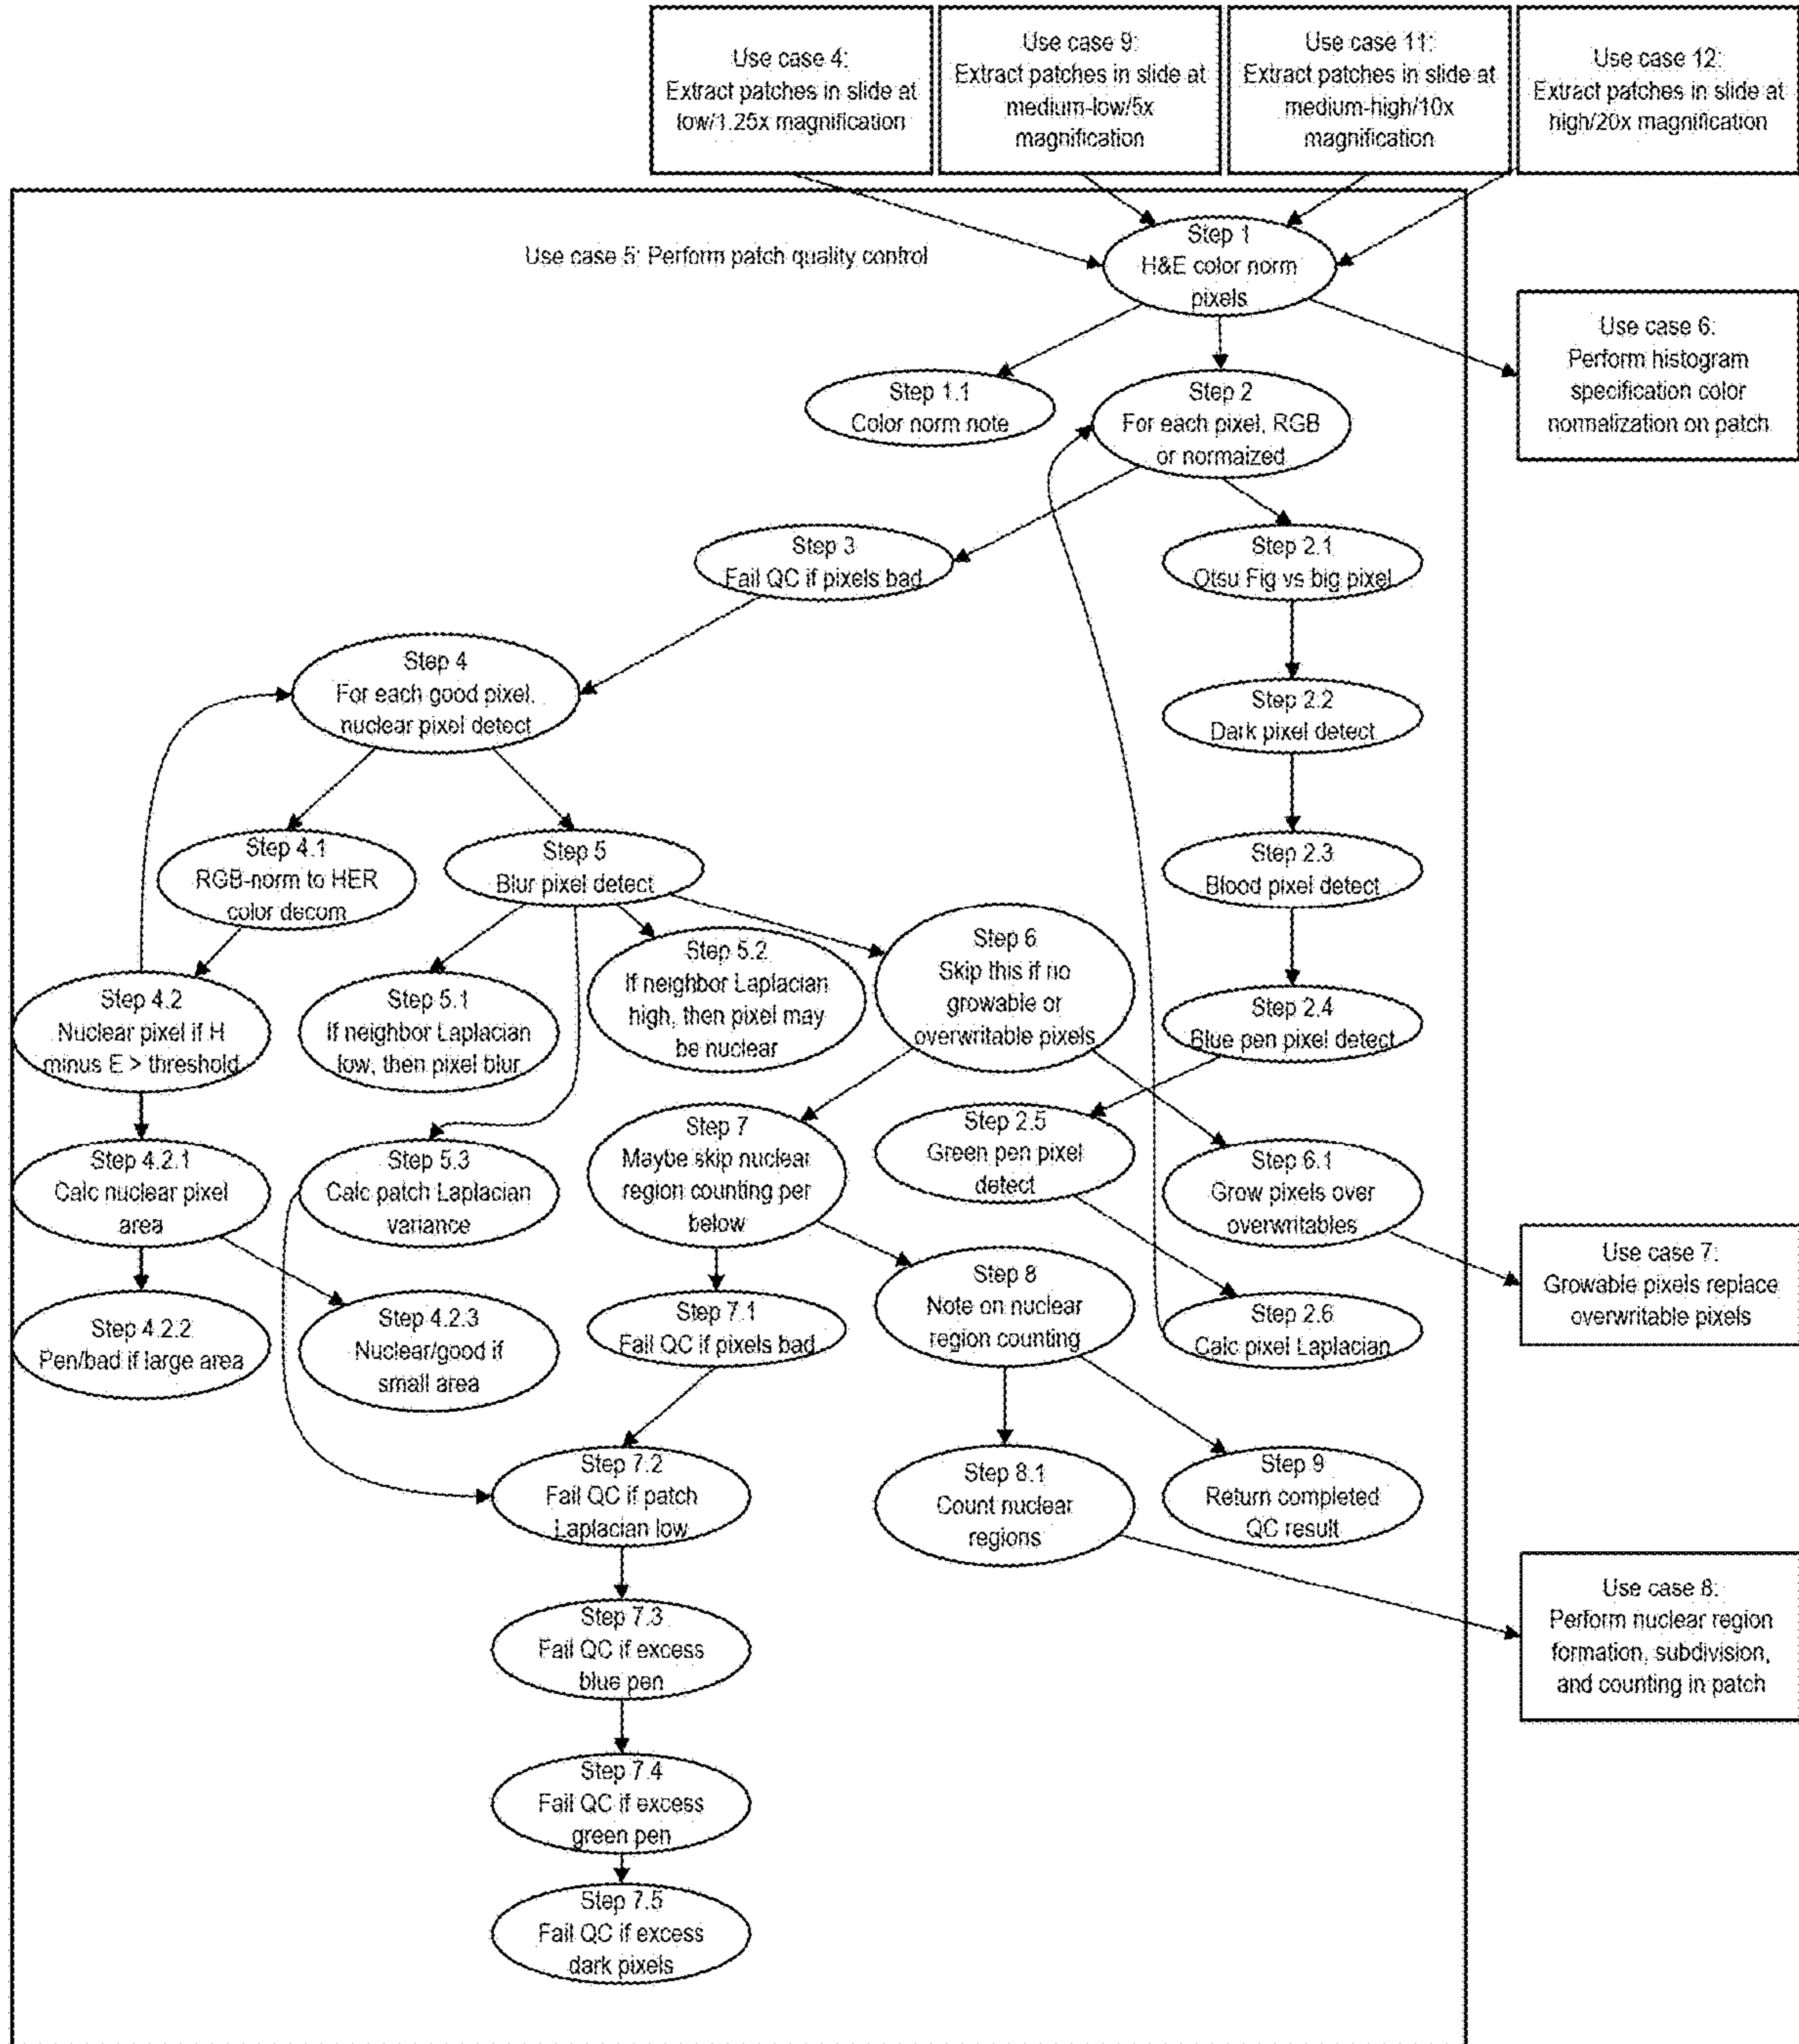 Use case 4:
Extract patches in slide at
low/1.25x magnification
Use case 9:
Extract patches in slide at
medium-low/5x
magnification
Use case 11:
Extract patches in slide at
medium-high/10x
magnification
Use case 12:
Extract patches in slide at
high/20x magnification
Use case 5: Perform patch quality control
Step 1
H&E color norm
pixels
Use case 6:
Perform histogram
specification color
normalization on patch
Step 1.1
Color norm note
Step 2
For each pixel, RGB
or normaized
Step 3
Fail QC if pixels bad
Step 2.1
Otsu Fig vs big pixel
Step 4
For each good pixel,
nuclear pixel detect
Step 2.2
Dark pixel detect
Step 4.1
RGB-norm to HER
color decom
Step 5
Blur pixel detect
Step 2.3
Blood pixel detect
Step 4.2
Nuclear pixel if H
minus E > threshold
Step 5.1
If neighbor Laplacian
low, then pixel blur
Step 5.2
If neighbor Laplacian
high, then pixel may
be nuclear
Step 6
Skip this if no
growable or
overwritable pixels
Step 2.4
Blue pen pixel detect
Step 4.2.1
Calc nuclear pixel
area
Step 5.3
Calc patch Laplacian
variance
Step 7
Maybe skip nuclear
region counting per
below
Step 2.5
Green pen pixel
detect
Step 6.1
Grow pixels over
overwritables
Use case 7:
Growable pixels replace
overwritable pixels
Step 4.2.2
Pen/bad if large area
Step 4.2.3
Nuclear/good if
small area
Step 7.1
Fail QC if pixels bad
Step 8
Note on nuclear
region counting
Step 2.6
Calc pixel Laplacian
Step 7.2
Fail QC if patch
Laplacian low
Step 8.1
Count nuclear
regions
Step 9
Return completed
QC result
Use case 8:
Perform nuclear region
formation, subdivision,
and counting in patch
Step 7.3
Fail QC if excess
blue pen
Step 7.4
Fail QC if excess
green pen
Step 7.5
Fail QC if excess
dark pixels